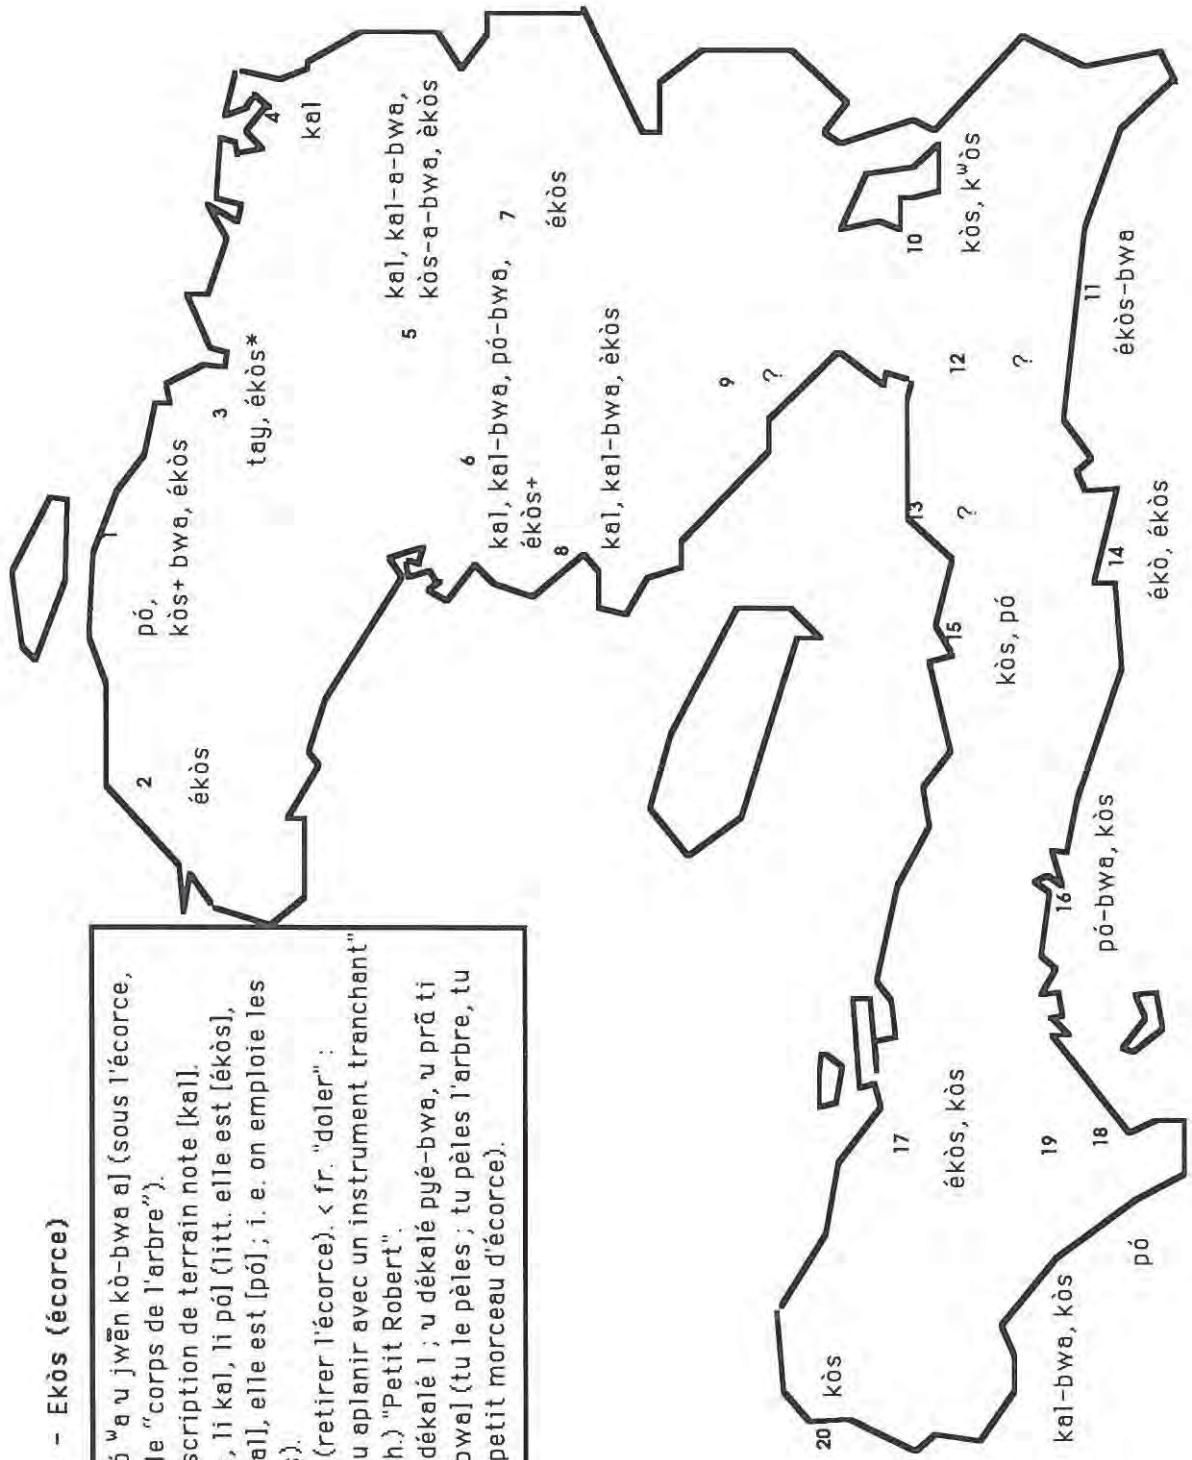 – Ekòs (écorce)
ʷa u jwẽn kò-bwa a] (sous l'écorce,
le "corps de l'arbre").
scription de terrain note [kal].
, li kal, li pó] (litt. elle est [ékòs],
al], elle est [pó] ; i. e. on emploie les
).
(retirer l'écorce). < fr. "doler" :
u aplanir avec un instrument tranchant"
h.) "Petit Robert".
dékalé l ; u dékalé pyé-bwa, u prã ti
bwa] (tu le pèles ; tu pèles l'arbre, tu
petit morceau d'écorce).
1
pó,
kòs+ bwa, ékòs
2
ékòs
3
tay, ékòs*
4
kal
5
kal, kal-a-bwa,
kòs-a-bwa, èkòs
6
kal, kal-bwa, pó-bwa,
ékòs+
7
ékòs
8
kal, kal-bwa, èkòs
9
?
10
kòs, kʷòs
11
ékòs-bwa
12
?
13
?
14
ékò, ékòs
15
kòs, pó
16
pó-bwa, kòs
17
ékòs, kòs
18
pó
19
kal-bwa, kòs
20
kòs